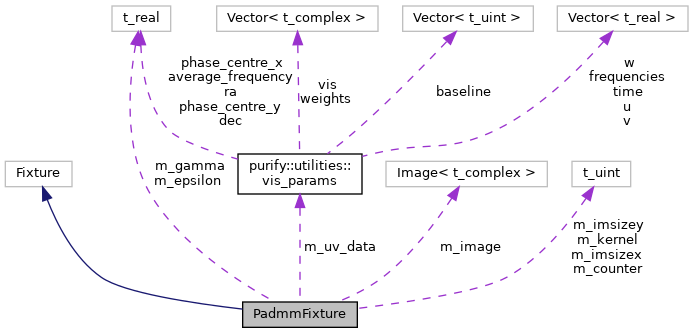 t_real
Vector< t_complex >
Vector< t_uint >
Vector< t_real >
phase_centre_x
average_frequency
ra
phase_centre_y
dec
vis
weights
baseline
w
frequencies
time
u
v
Fixture
m_gamma
m_epsilon
purify::utilities::
vis_params
Image< t_complex >
t_uint
m_uv_data
m_image
m_imsizey
m_kernel
m_imsizex
m_counter
PadmmFixture